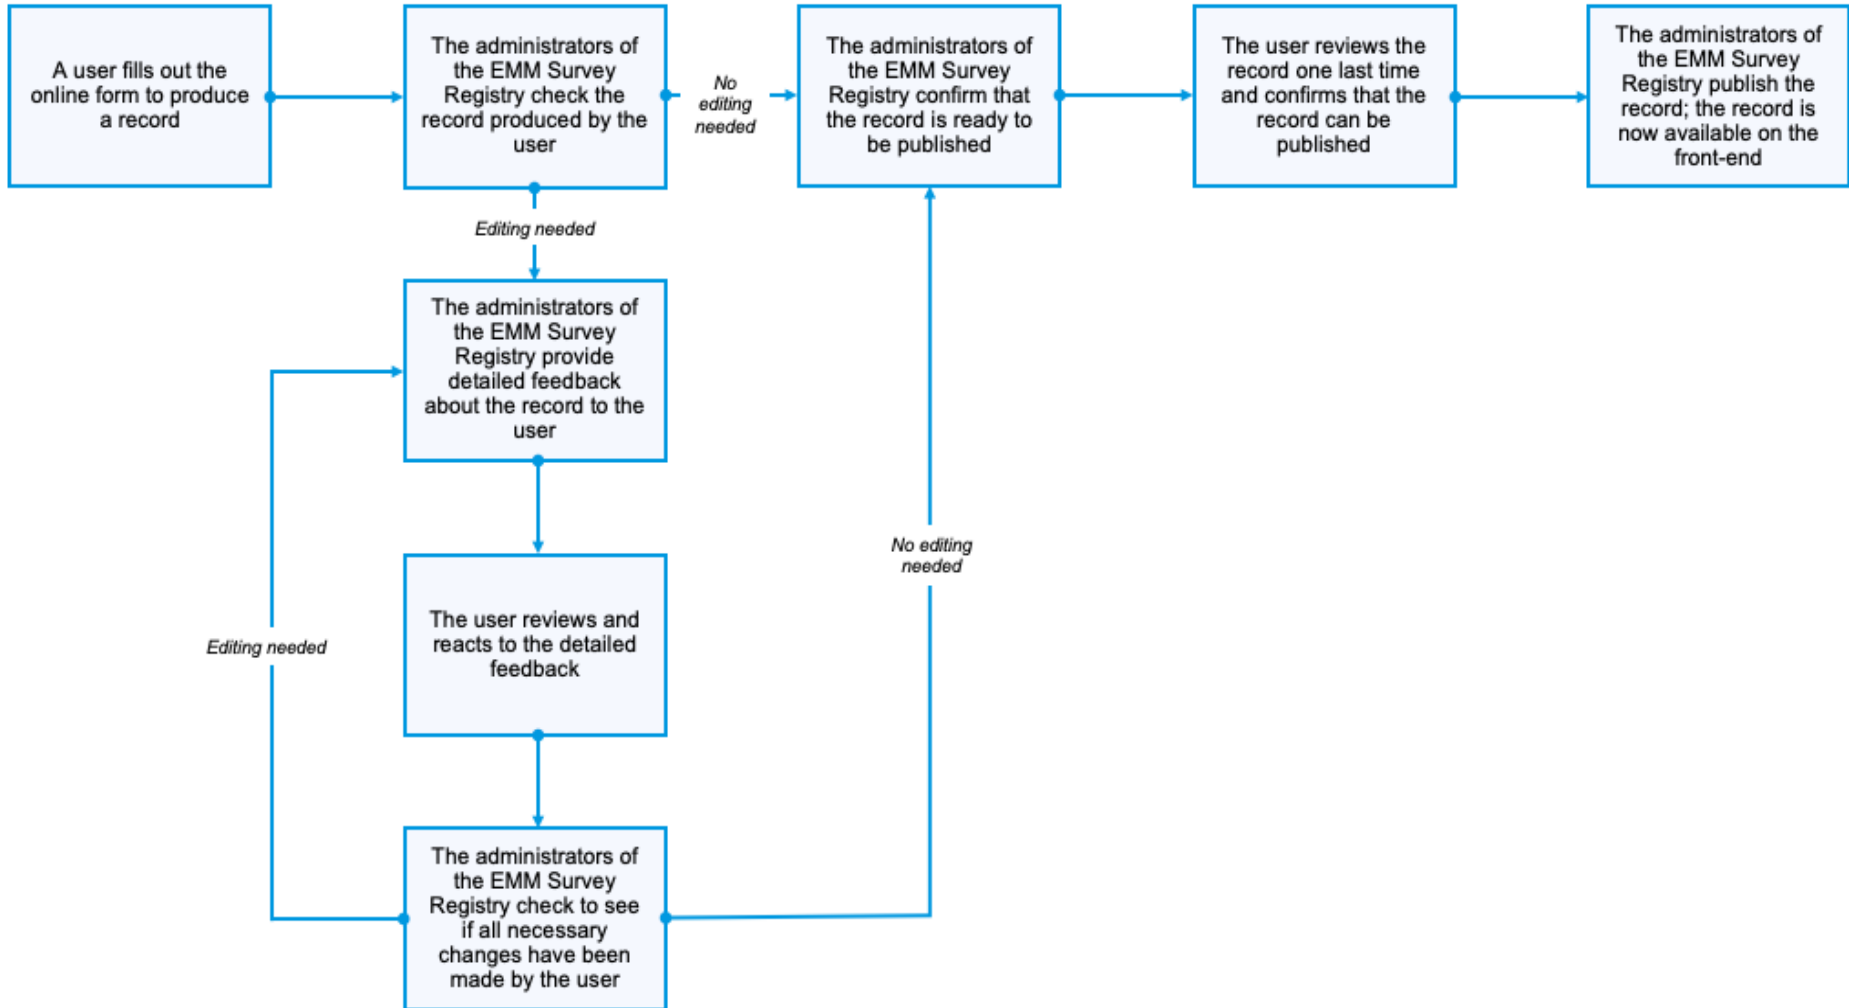 A user fills out the
online form to produce
a record
The administrators of
the EMM Survey
Registry check the
record produced by the
user
No
editing
needed
The administrators of
the EMM Survey
Registry confirm that
the record is ready to
be published
The user reviews the
record one last time
and confirms that the
record can be
published
The administrators of
the EMM Survey
Registry publish the
record; the record is
now available on the
front-end
Editing needed
The administrators of
the EMM Survey
Registry provide
detailed feedback
about the record to the
user
The user reviews and
reacts to the detailed
feedback
Editing needed
No editing
needed
The administrators of
the EMM Survey
Registry check to see
if all necessary
changes have been
made by the user